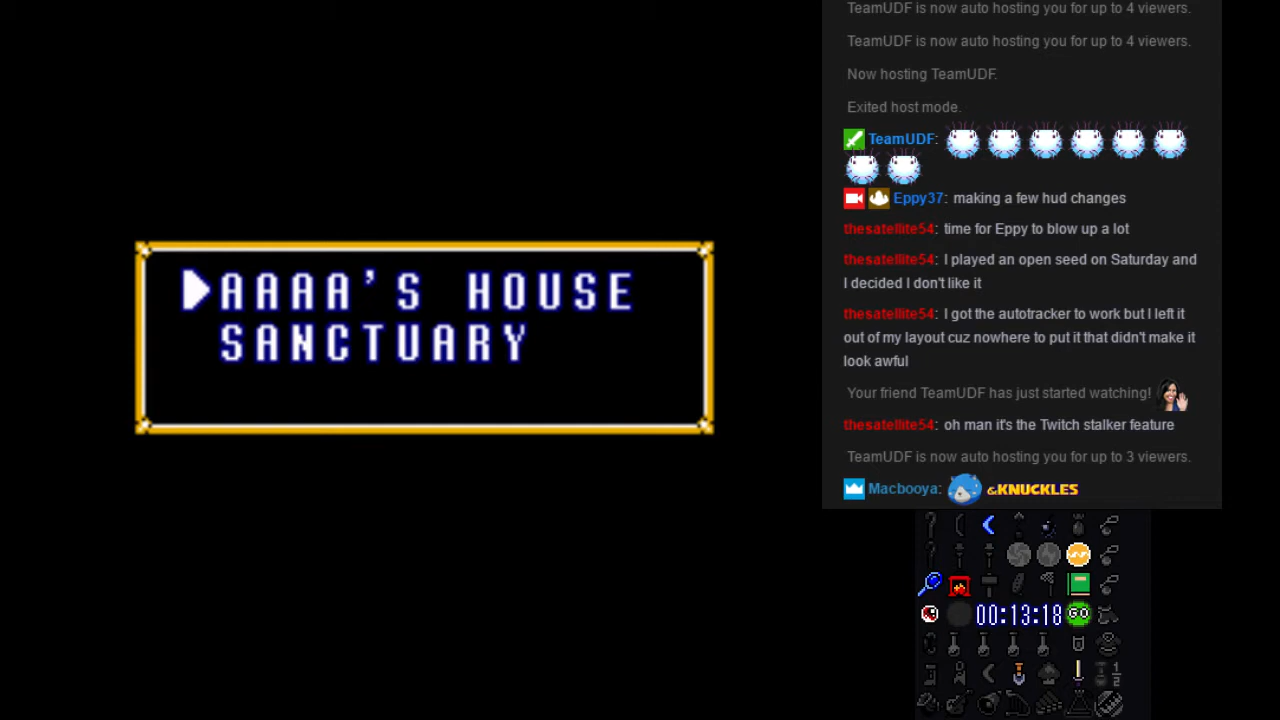 AAAA'S HOUSE
SANCTUARY
TeamUDF is now auto hosting you for up to 4 viewers.
TeamUDF is now auto hosting you for up to 4 viewers.
Now hosting TeamUDF.
Exited host mode.
TeamUDF:
Eppy37: making a few hud changes
thesatellite54: time for Eppy to blow up a lot
thesatellite54: I played an open seed on Saturday and
I decided I don't like it
thesatellite54: I got the autotracker to work but I left it
out of my layout cuz nowhere to put it that didn't make it
look awful
Your friend TeamUDF has just started watching!
thesatellite54: oh man it's the Twitch stalker feature
TeamUDF is now auto hosting you for up to 3 viewers.
Macbooya: &KNUCKLES
00:13:18 GO
1/2